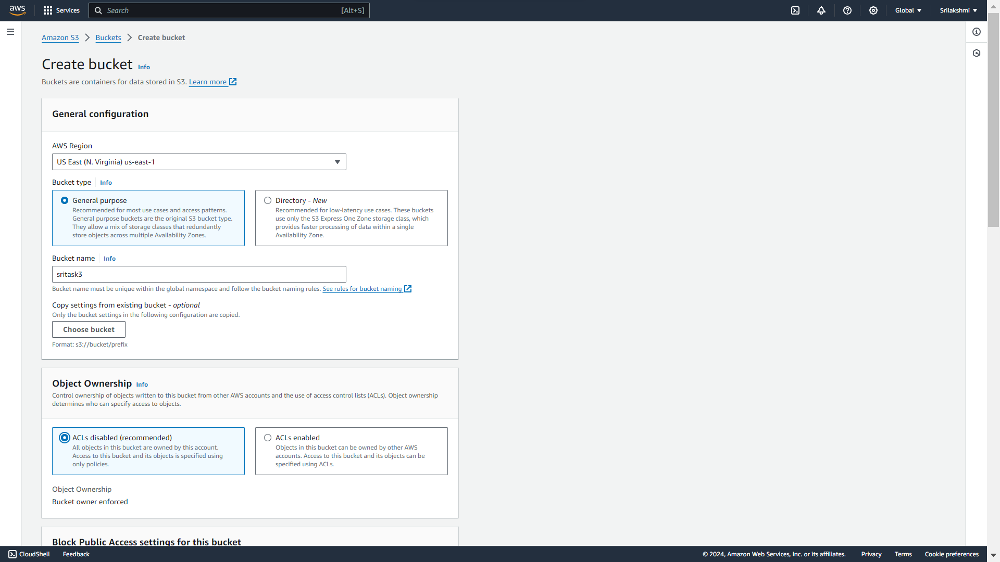 aws
Services
Search
[Alt+S]
Global
Srilakshmi
Amazon S3
Buckets
Create bucket
Create bucket
Info
Buckets are containers for data stored in S3. Learn more
General configuration
AWS Region
US East (N. Virginia) us-east-1
Bucket type
Info
General purpose
Recommended for most use cases and access patterns.
General purpose buckets are the original S3 bucket type.
They allow a mix of storage classes that redundantly
store objects across multiple Availability Zones.
Directory - New
Recommended for low-latency use cases. These buckets
use only the S3 Express One Zone storage class, which
provides faster processing of data within a single
Availability Zone.
Bucket name
Info
sritask3
Bucket name must be unique within the global namespace and follow the bucket naming rules. See rules for bucket naming
Copy settings from existing bucket - optional
Only the bucket settings in the following configuration are copied.
Choose bucket
Format: s3://bucket/prefix
Object Ownership
Info
Control ownership of objects written to this bucket from other AWS accounts and the use of access control lists (ACLs). Object ownership
determines who can specify access to objects.
ACLs disabled (recommended)
All objects in this bucket are owned by this account.
Access to this bucket and its objects is specified using
only policies.
ACLs enabled
Objects in this bucket can be owned by other AWS
accounts. Access to this bucket and its objects can be
specified using ACLs.
Object Ownership
Bucket owner enforced
Block Public Access settings for this bucket
CloudShell
Feedback
© 2024, Amazon Web Services, Inc. or its affiliates.
Privacy
Terms
Cookie preferences